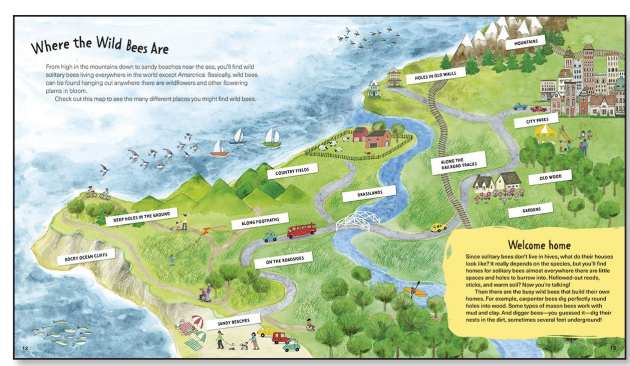 Where the Wild Bees Are
From high in the mountains down to sandy beaches near the sea, you'll find wild
solitary bees living everywhere in the world except Antarctica. Basically, wild bees
can be found hanging out anywhere there are wildflowers and other flowering
plants in bloom.
Check out this map to see the many different places you might find wild bees.
MOUNTAINS
HOLES IN OLD WALLS
CITY PARKS
ALONG THE
RAILROAD TRACKS
COUNTRY FIELDS
OLD WOOD
GRASSLANDS
GARDENS
DEEP HOLES IN THE GROUND
ALONG FOOTPATHS
ROCKY OCEAN CLIFFS
ON THE ROADSIDES
SANDY BEACHES
Welcome home
Since solitary bees don't live in hives, what do their houses
look like? It really depends on the species, but you'll find
homes for solitary bees almost everywhere there are little
spaces and holes to burrow into. Hollowed-out reeds,
sticks, and warm soil? Now you're talking!
Then there are the busy wild bees that build their own
homes. For example, carpenter bees dig perfectly round
holes into wood. Some types of mason bees work with
mud and clay. And digger bees—you guessed it—dig their
nests in the dirt, sometimes several feet underground!
12
13